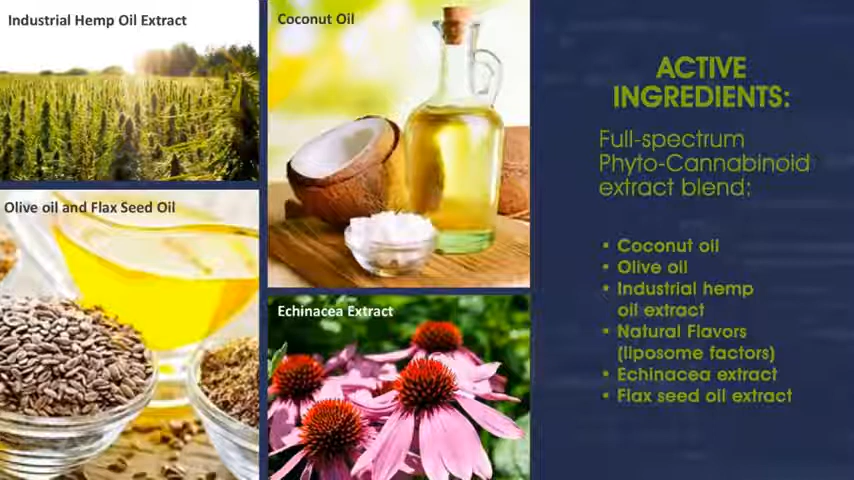 Industrial Hemp Oil Extract
Coconut Oil
Olive oil and Flax Seed Oil
Echinacea Extract
ACTIVE
INGREDIENTS:
Full-spectrum
Phyto-Cannabinoid
extract blend:
▪ Coconut oil
▪ Olive oil
▪ Industrial hemp
oil extract
▪ Natural Flavors
(liposome factors)
▪ Echinacea extract
▪ Flax seed oil extract